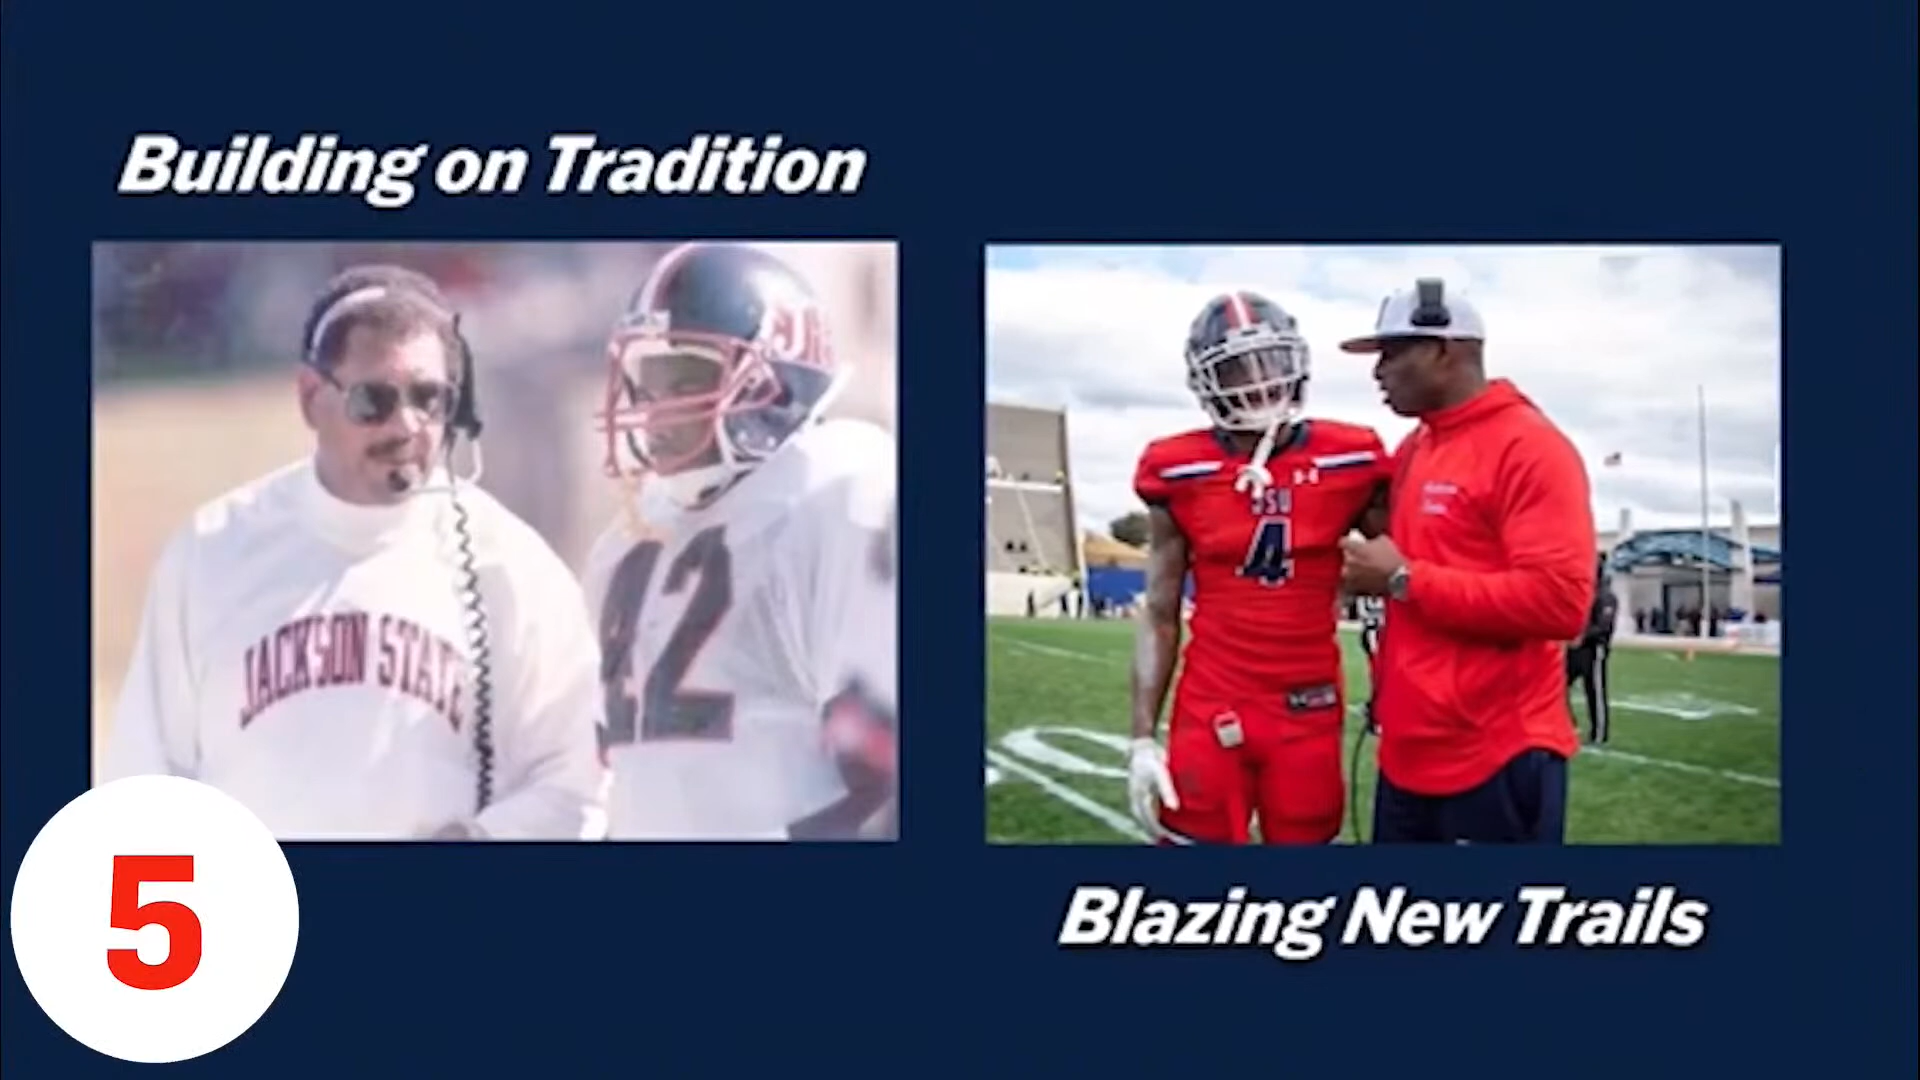 Building on Tradition
JACKSON STATE
42
JSU
4
Blazing New Trails
5